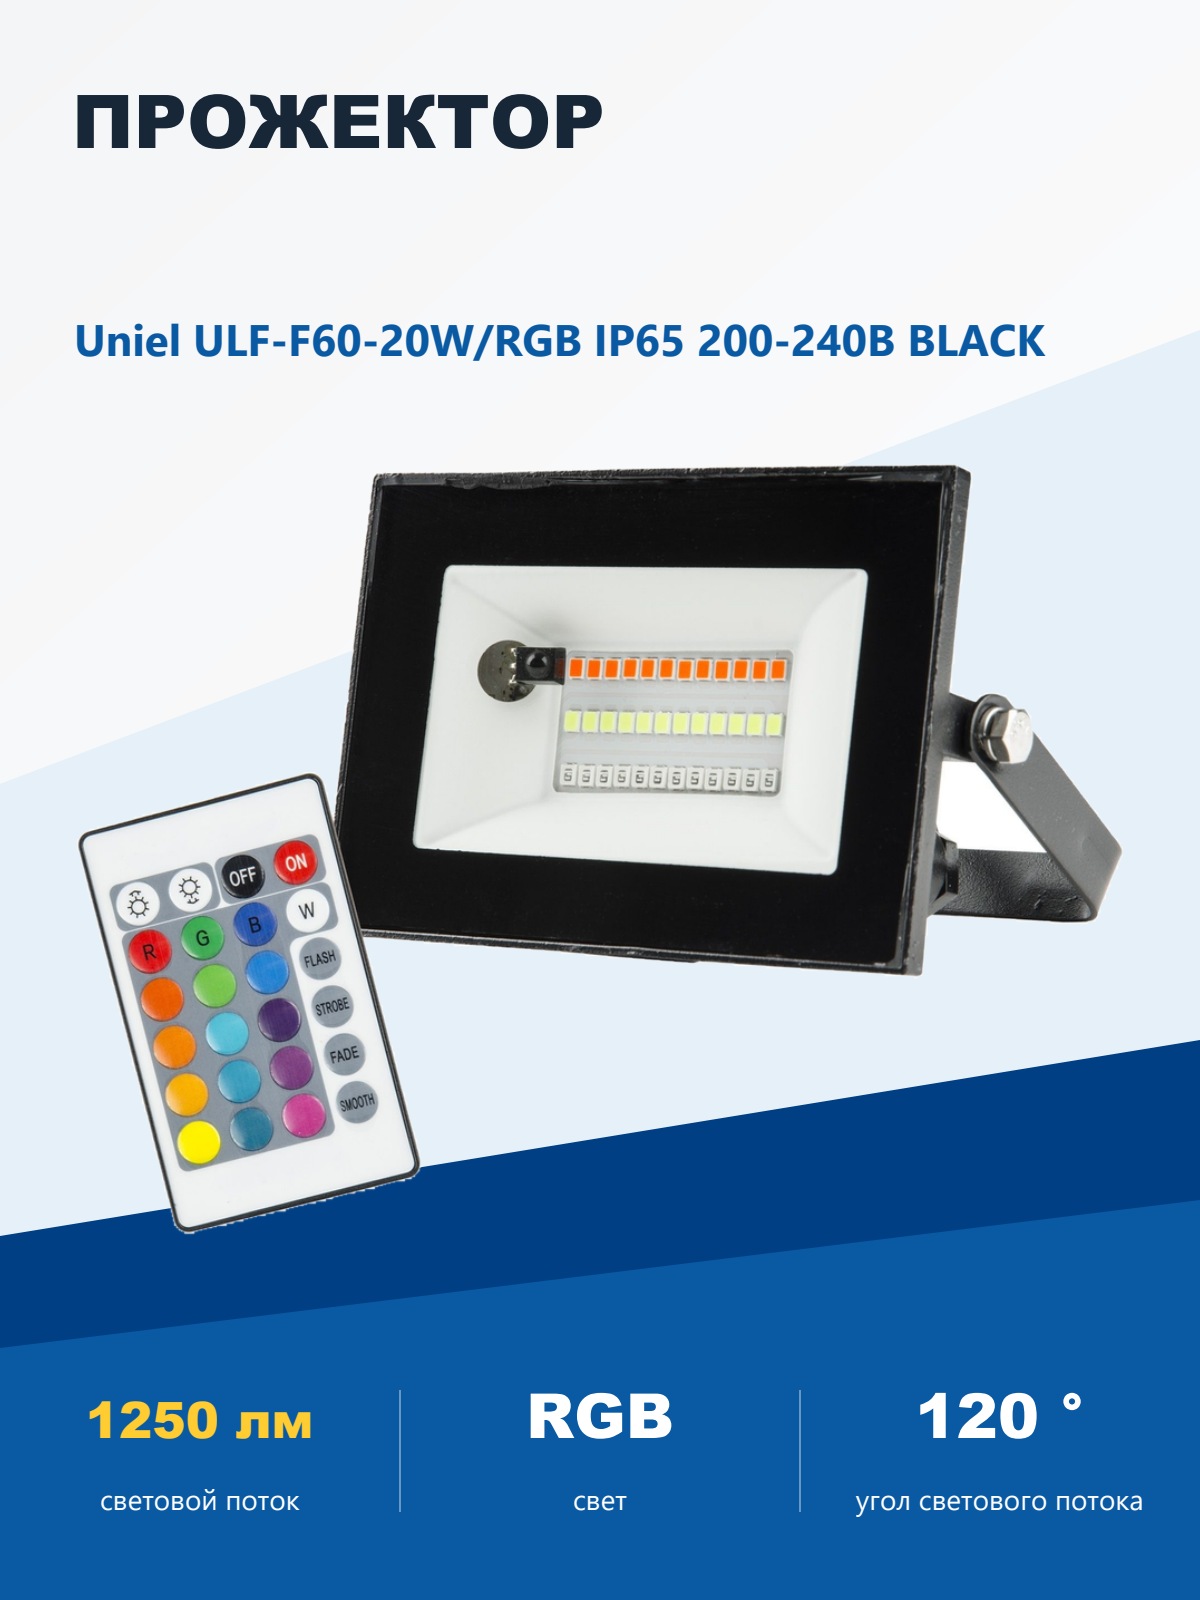 ПРОЖЕКТОР
Uniel ULF-F60-20W/RGB IP65 200-240В BLACK
OFF ON
R G B W
FLASH
STROBE
FADE
SMOOTH
1250 лм
световой поток
RGB
свет
120 °
угол светового потока